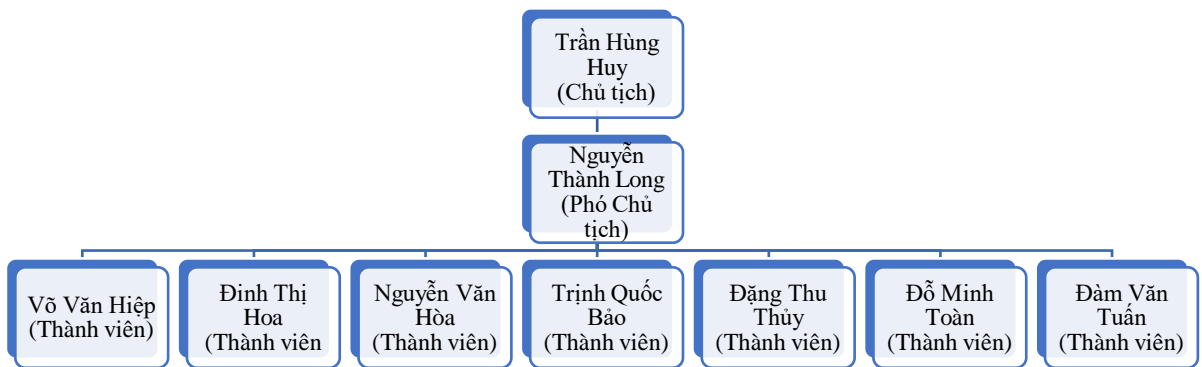 Trần Hùng
Huy
(Chủ tịch)
Nguyễn
Thành Long
(Phó Chủ
tịch)
Võ Văn Hiệp
(Thành viên)
Đinh Thị
Hoa
(Thành viên
Nguyễn Văn
Hòa
(Thành viên)
Trịnh Quốc
Bảo
(Thành viên)
Đặng Thu
Thủy
(Thành viên)
Đỗ Minh
Toàn
(Thành viên)
Đàm Văn
Tuấn
(Thành viên)